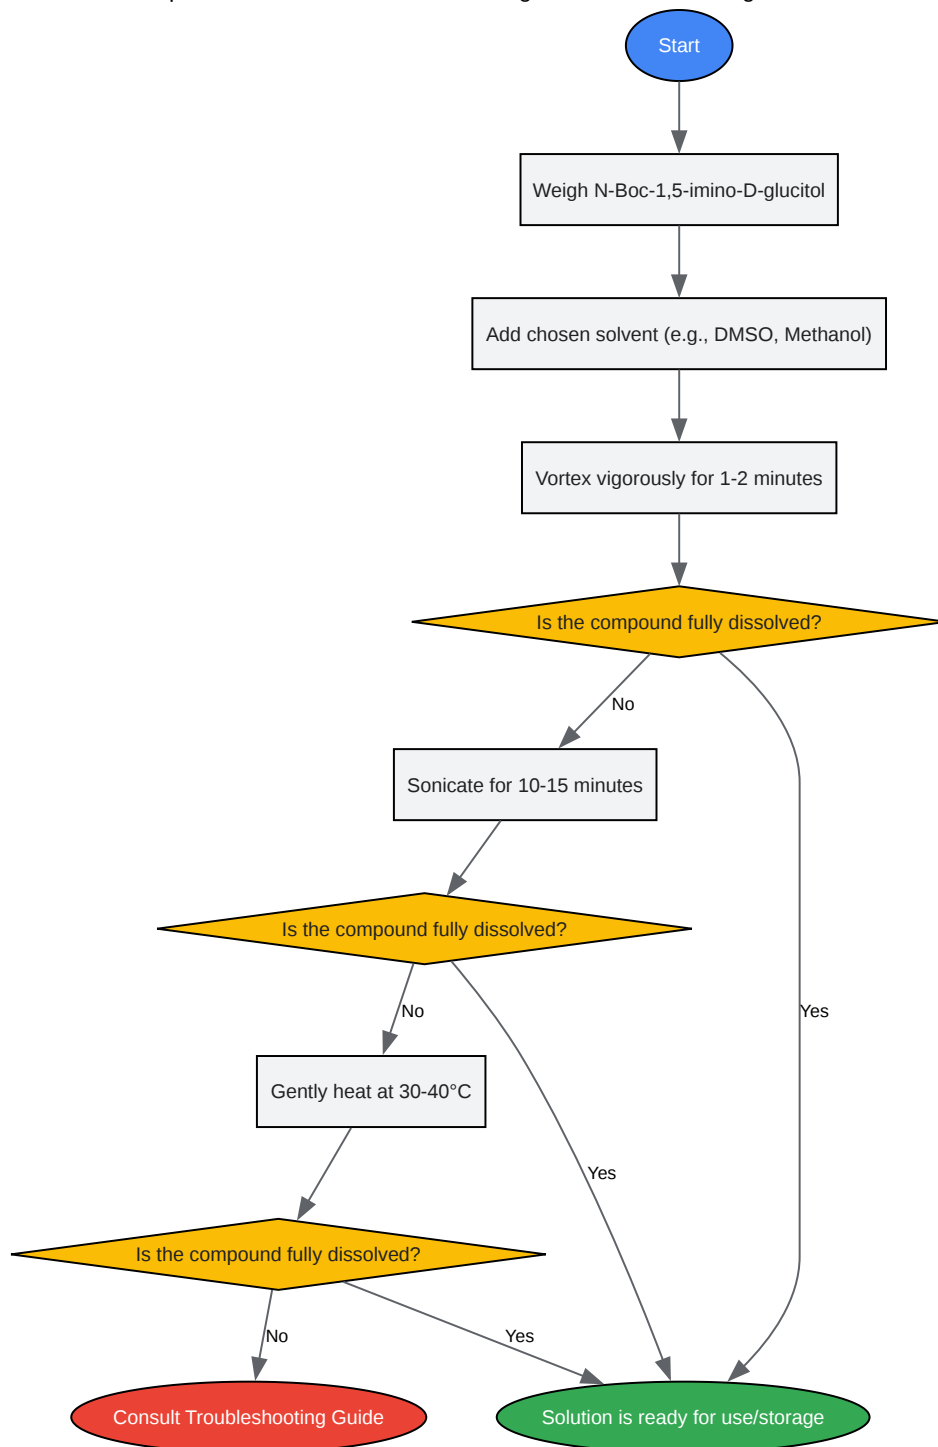 Start
Weigh N-Boc-1,5-imino-D-glucitol
Add chosen solvent (e.g., DMSO, Methanol)
Vortex vigorously for 1-2 minutes
Is the compound fully dissolved?
No
Sonicate for 10-15 minutes
Is the compound fully dissolved?
No
Yes
Gently heat at 30-40°C
Yes
Is the compound fully dissolved?
No
Yes
Consult Troubleshooting Guide
Solution is ready for use/storage